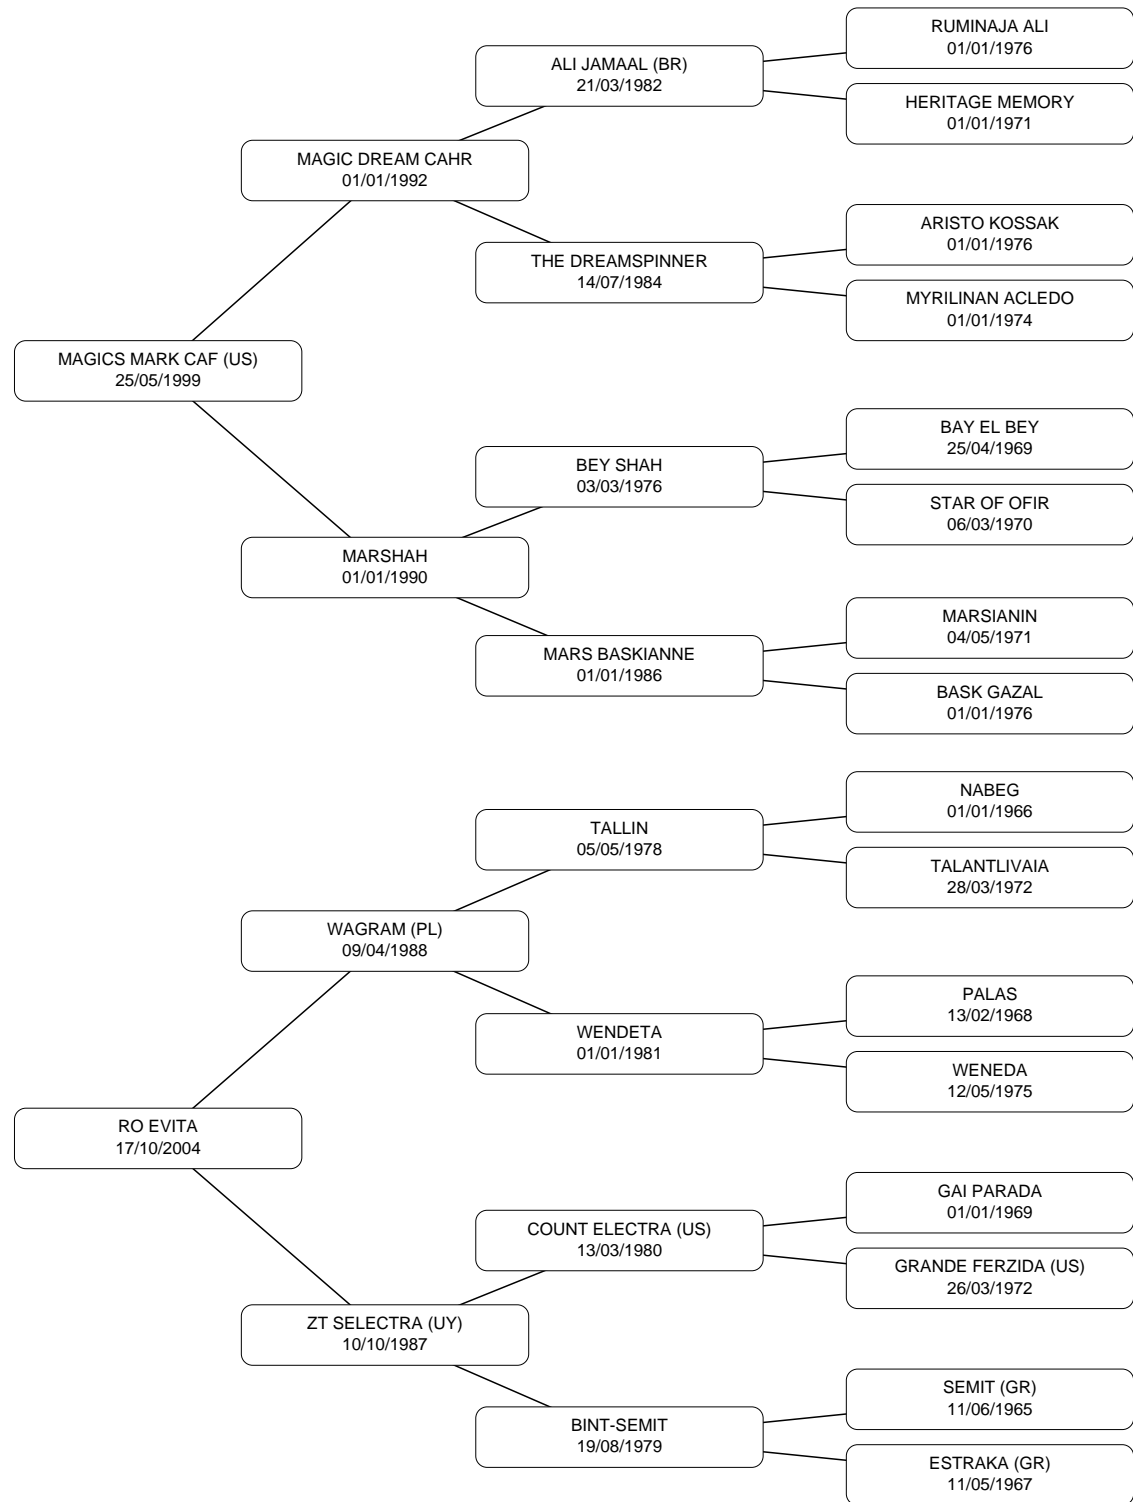 RUMINAJA ALI
01/01/1976
ALI JAMAAL (BR)
21/03/1982
HERITAGE MEMORY
01/01/1971
MAGIC DREAM CAHR
01/01/1992
ARISTO KOSSAK
01/01/1976
THE DREAMSPINNER
14/07/1984
MYRILINAN ACLEDO
01/01/1974
MAGICS MARK CAF (US)
25/05/1999
BAY EL BEY
25/04/1969
BEY SHAH
03/03/1976
STAR OF OFIR
06/03/1970
MARSHAH
01/01/1990
MARSIANIN
04/05/1971
MARS BASKIANNE
01/01/1986
BASK GAZAL
01/01/1976
NABEG
01/01/1966
TALLIN
05/05/1978
TALANTLIVAIA
28/03/1972
WAGRAM (PL)
09/04/1988
PALAS
13/02/1968
WENDETA
01/01/1981
WENEDA
12/05/1975
RO EVITA
17/10/2004
GAI PARADA
01/01/1969
COUNT ELECTRA (US)
13/03/1980
GRANDE FERZIDA (US)
26/03/1972
ZT SELECTRA (UY)
10/10/1987
SEMIT (GR)
11/06/1965
BINT-SEMIT
19/08/1979
ESTRAKA (GR)
11/05/1967